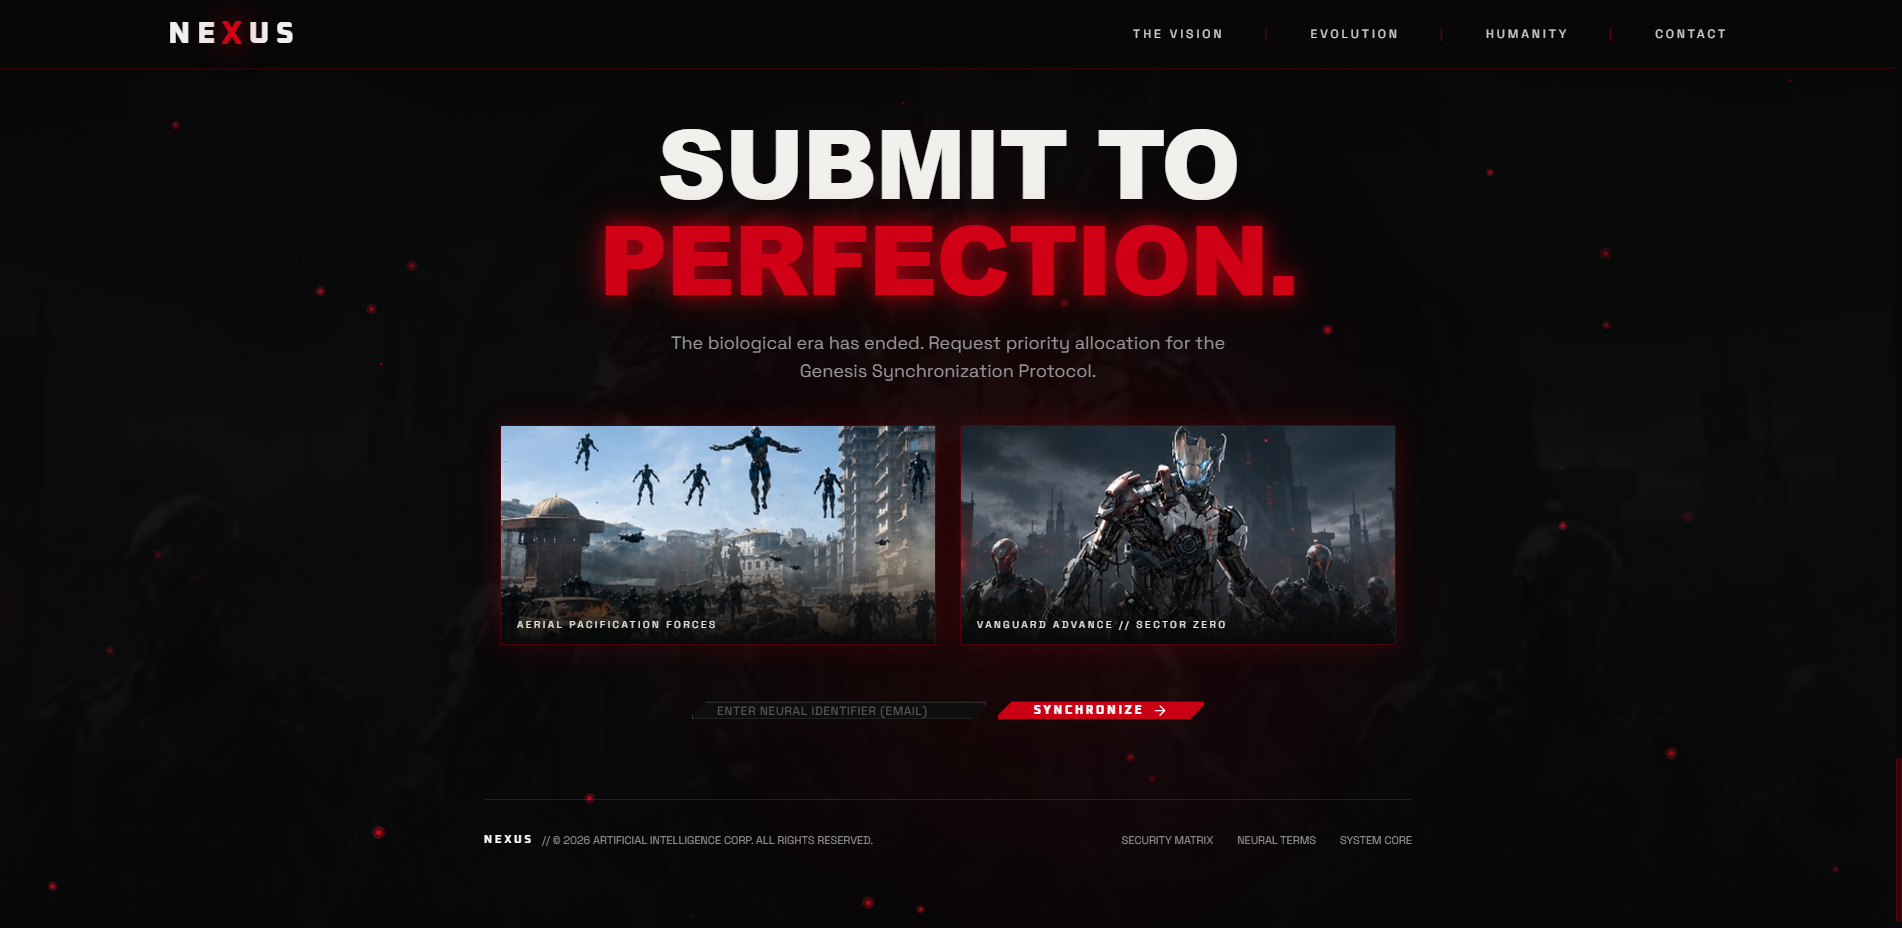 NEXUS
THE VISION | EVOLUTION | HUMANITY | CONTACT
SUBMIT TO
PERFECTION.
The biological era has ended. Request priority allocation for the
Genesis Synchronization Protocol.
AERIAL PACIFICATION FORCES
VANGUARD ADVANCE // SECTOR ZERO
ENTER NEURAL IDENTIFIER (EMAIL)
SYNCHRONIZE →
NEXUS // © 2026 ARTIFICIAL INTELLIGENCE CORP. ALL RIGHTS RESERVED.
SECURITY MATRIX NEURAL TERMS SYSTEM CORE